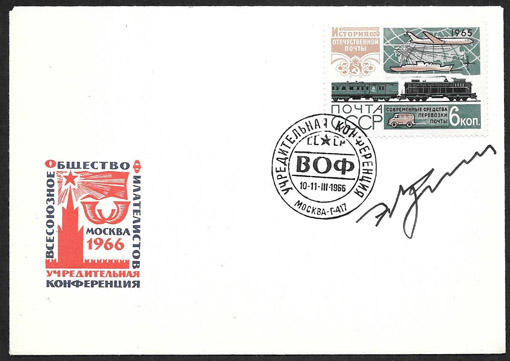 История
отечественной
почты
1965
ПОЧТА
СССР
СОВРЕМЕННЫЕ СРЕДСТВА
ПЕРЕВОЗКИ
ПОЧТЫ
6 коп.
УЧРЕДИТЕЛЬНАЯ КОНФЕРЕНЦИЯ
СССР
ВОФ
10-11-III-1966
МОСКВА-Г-417
ВСЕСОЮЗНОЕ
ОБЩЕСТВО
ФИЛАТЕЛИСТОВ
МОСКВА
1966
УЧРЕДИТЕЛЬНАЯ
КОНФЕРЕНЦИЯ